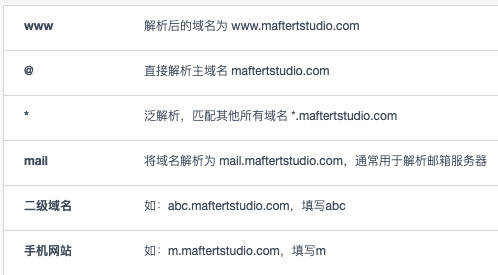 www 解析后的域名为 www.maftertstudio.com
@ 直接解析主域名 maftertstudio.com
* 泛解析，匹配其他所有域名 *.maftertstudio.com
mail 将域名解析为 mail.maftertstudio.com，通常用于解析邮箱服务器
二级域名 如：abc.maftertstudio.com，填写abc
手机网站 如：m.maftertstudio.com，填写m